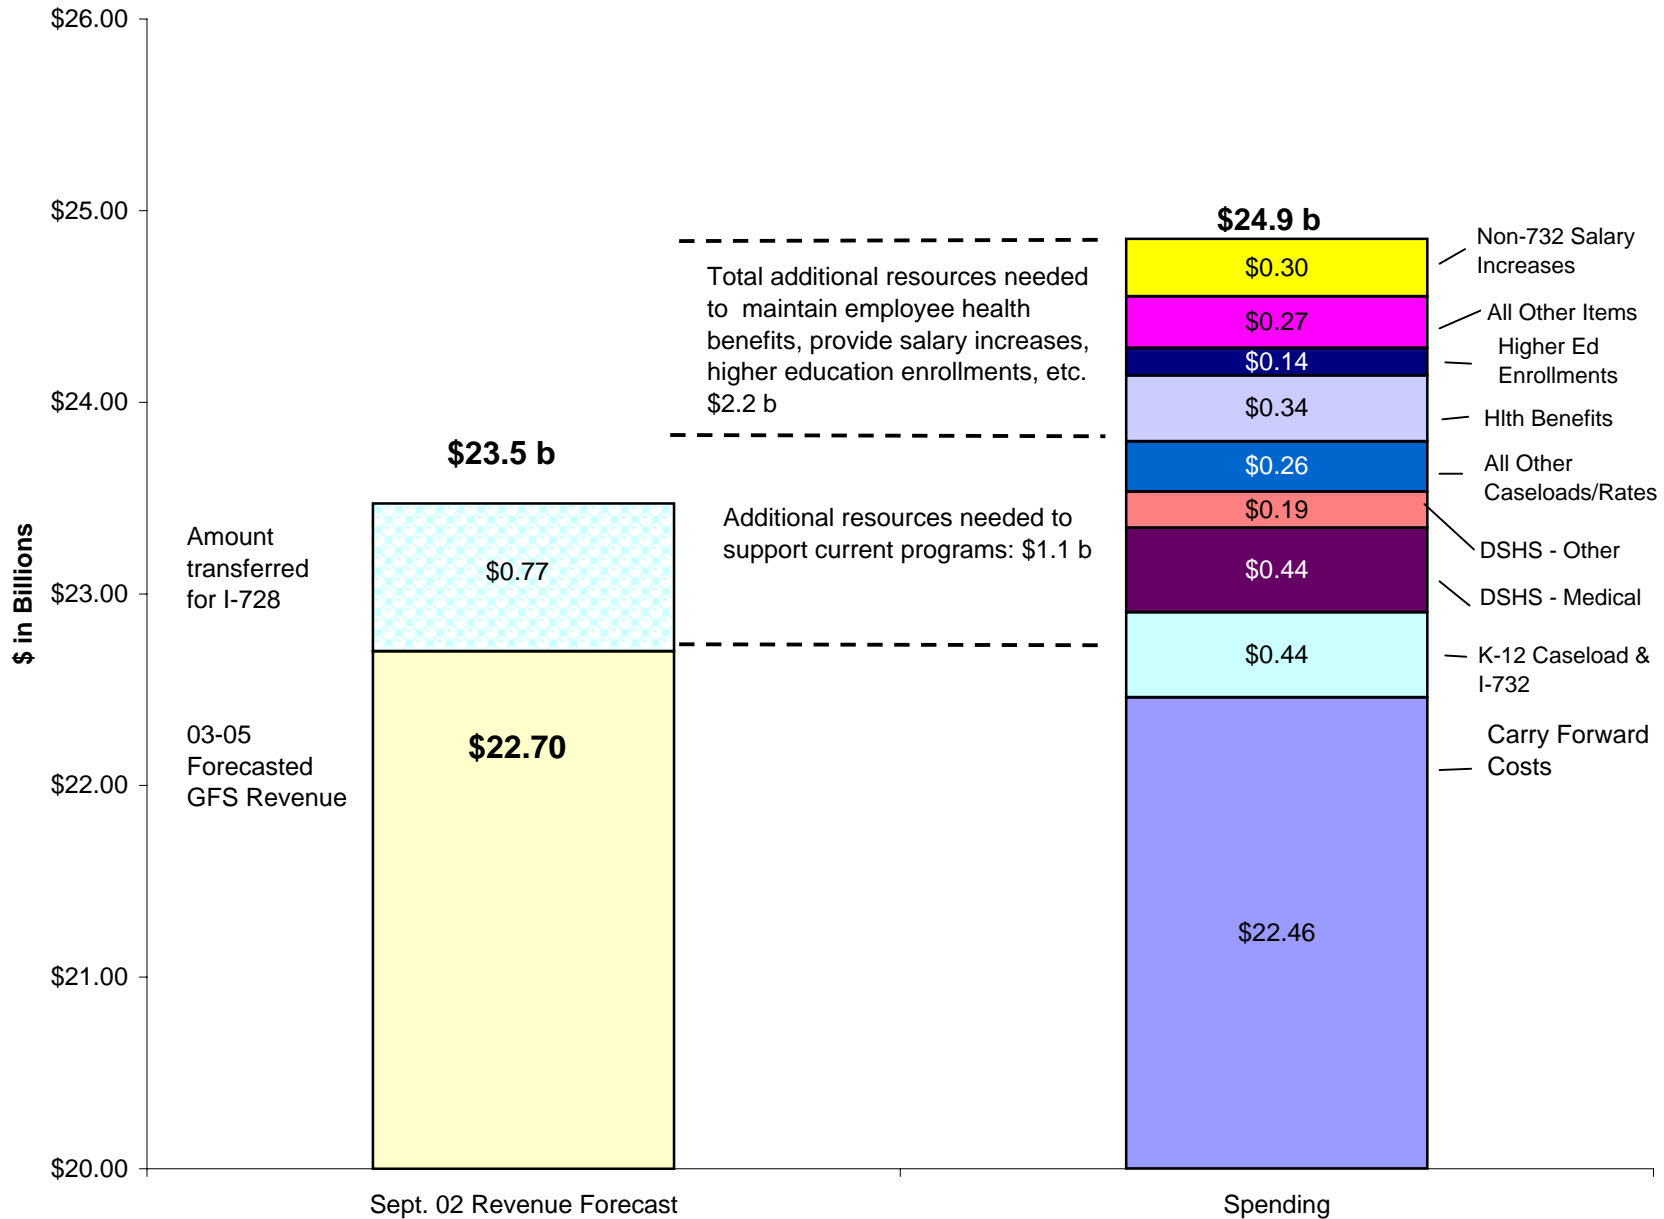 $26.00
$25.00
$24.00
$23.00
$22.00
$21.00
$20.00
$ in Billions
Amount
transferred
for I-728
03-05
Forecasted
GFS Revenue
$23.5 b
$0.77
$22.70
Total additional resources needed
to maintain employee health
benefits, provide salary increases,
higher education enrollments, etc.
$2.2 b
Additional resources needed to
support current programs: $1.1 b
$24.9 b
$0.30
$0.27
$0.14
$0.34
$0.26
$0.19
$0.44
$0.44
$22.46
Non-732 Salary
Increases
All Other Items
Higher Ed
Enrollments
Hlth Benefits
All Other
Caseloads/Rates
DSHS - Other
DSHS - Medical
K-12 Caseload &
I-732
Carry Forward
Costs
Sept. 02 Revenue Forecast
Spending